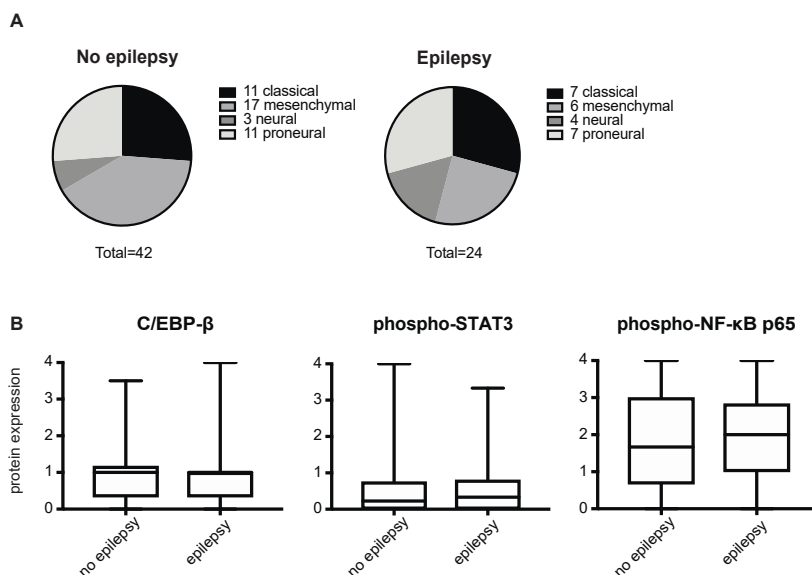 A
No epilepsy
11 classical
17 mesenchymal
3 neural
11 proneural
Total=42
Epilepsy
7 classical
6 mesenchymal
4 neural
7 proneural
Total=24
B
C/EBP-β
protein expression
4
3
2
1
0
no epilepsy
epilepsy
phospho-STAT3
4
3
2
1
0
no epilepsy
epilepsy
phospho-NF-κB p65
4
3
2
1
0
no epilepsy
epilepsy